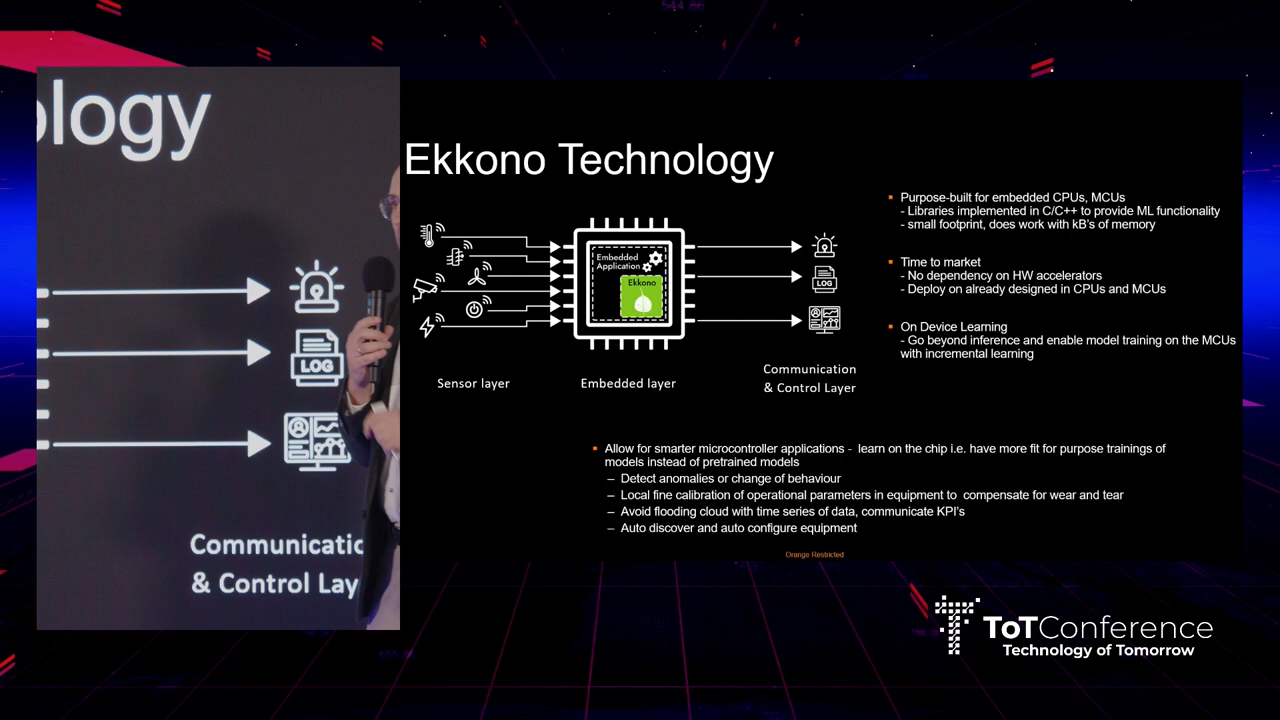 ology
LOG
Communicatio
& Control Lay
Ekkono Technology
Embedded
Application
Ekkono
LOG
Sensor layer
Embedded layer
Communication
& Control Layer
▪ Purpose-built for embedded CPUs, MCUs
- Libraries implemented in C/C++ to provide ML functionality
- small footprint, does work with kB's of memory
▪ Time to market
- No dependency on HW accelerators
- Deploy on already designed in CPUs and MCUs
▪ On Device Learning
- Go beyond inference and enable model training on the MCUs
with incremental learning
▪ Allow for smarter microcontroller applications - learn on the chip i.e. have more fit for purpose trainings of
models instead of pretrained models
– Detect anomalies or change of behaviour
– Local fine calibration of operational parameters in equipment to compensate for wear and tear
– Avoid flooding cloud with time series of data, communicate KPI's
– Auto discover and auto configure equipment
Orange Restricted
ToTConference
Technology of Tomorrow